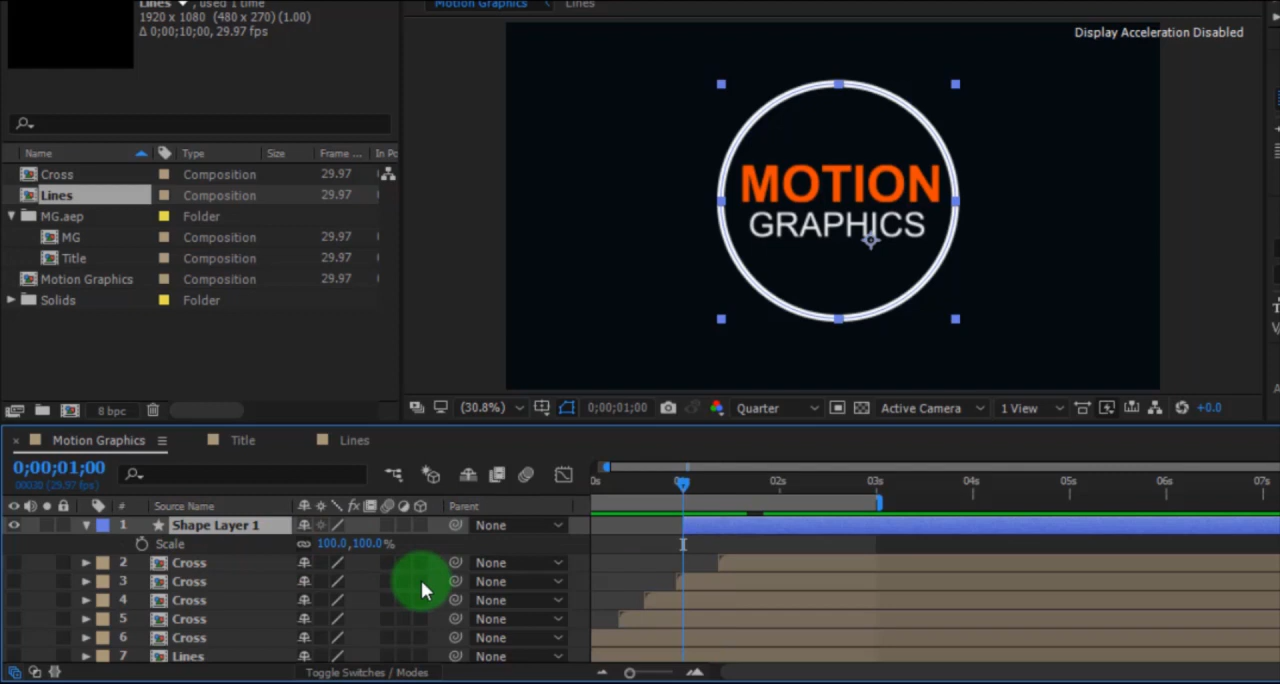 Lines , used 1 time
1920 x 1080 (480 x 270) (1.00)
Δ 0;00;10;00, 29.97 fps
Motion Graphics Lines
Display Acceleration Disabled
Name Type Size Frame ... In Po
Cross Composition 29.97
Lines Composition 29.97
MG.aep Folder
MG Composition 29.97
Title Composition 29.97
Motion Graphics Composition 29.97
Solids Folder
MOTION
GRAPHICS
8 bpc
(30.8%) 0;00;01;00 Quarter Active Camera 1 View +0.0
Motion Graphics Title Lines
0;00;01;00
00030 (29.97 fps)
0s 02s 03s 04s 05s 06s 07s
# Source Name fx Parent
1 Shape Layer 1 None
Scale 100.0,100.0%
2 Cross None
3 Cross None
4 Cross None
5 Cross None
6 Cross None
7 Lines None
Toggle Switches / Modes